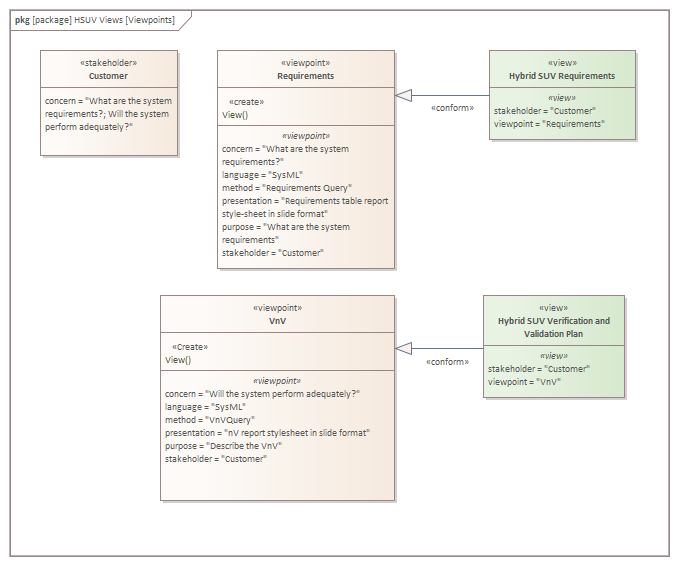 pkg [package] HSUV Views [Viewpoints]
«stakeholder»
Customer
concern = "What are the system
requirements?; Will the system
perform adequately?"
«viewpoint»
Requirements
«create»
View()
«viewpoint»
concern = "What are the system
requirements?"
language = "SysML"
method = "Requirements Query"
presentation = "Requirements table report
style-sheet in slide format"
purpose = "What are the system
requirements"
stakeholder = "Customer"
«conform»
«view»
Hybrid SUV Requirements
«view»
stakeholder = "Customer"
viewpoint = "Requirements"
«viewpoint»
VnV
«Create»
View()
«viewpoint»
concern = "Will the system perform adequately?"
language = "SysML"
method = "VnVQuery"
presentation = "nV report stylesheet in slide format"
purpose = "Describe the VnV"
stakeholder = "Customer"
«conform»
«view»
Hybrid SUV Verification and
Validation Plan
«view»
stakeholder = "Customer"
viewpoint = "VnV"